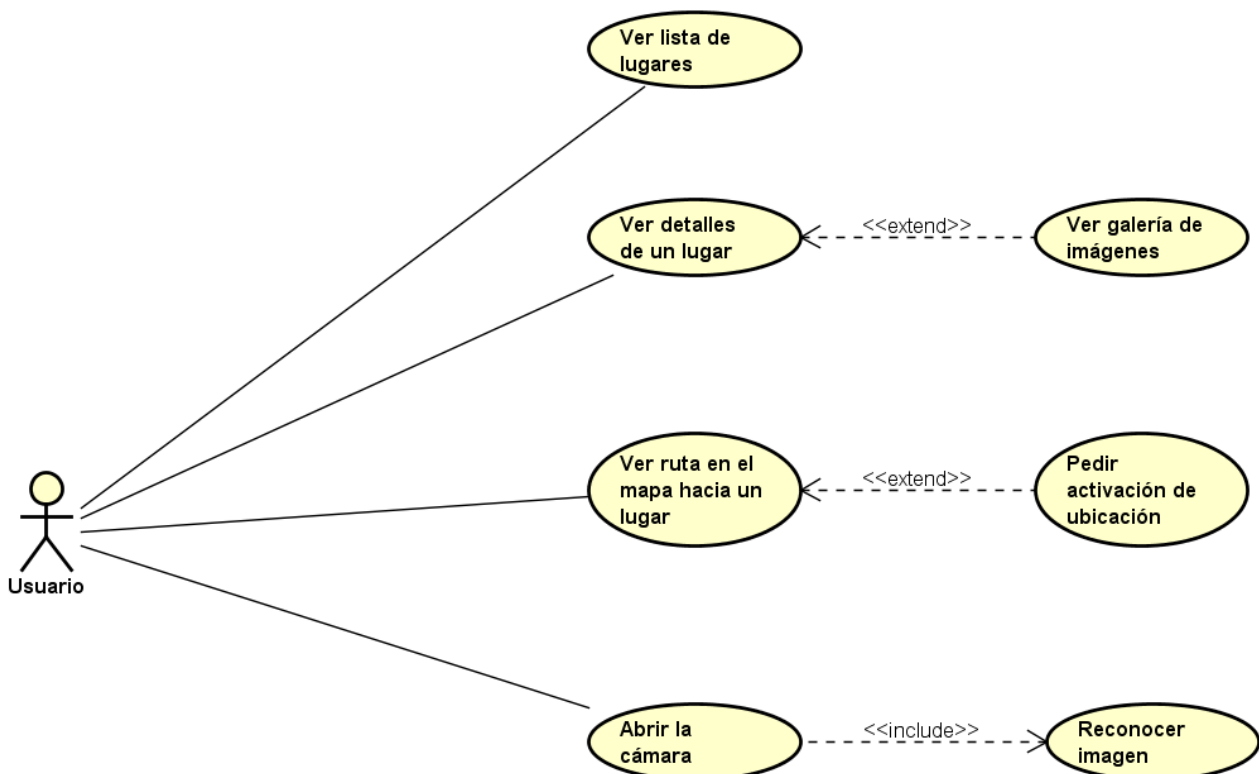 Ver lista de
lugares
Ver detalles
de un lugar
<<extend>>
Ver galería de
imágenes
Ver ruta en el
mapa hacia un
lugar
<<extend>>
Pedir
activación de
ubicación
Usuario
Abrir la
cámara
<<include>>
Reconocer
imagen